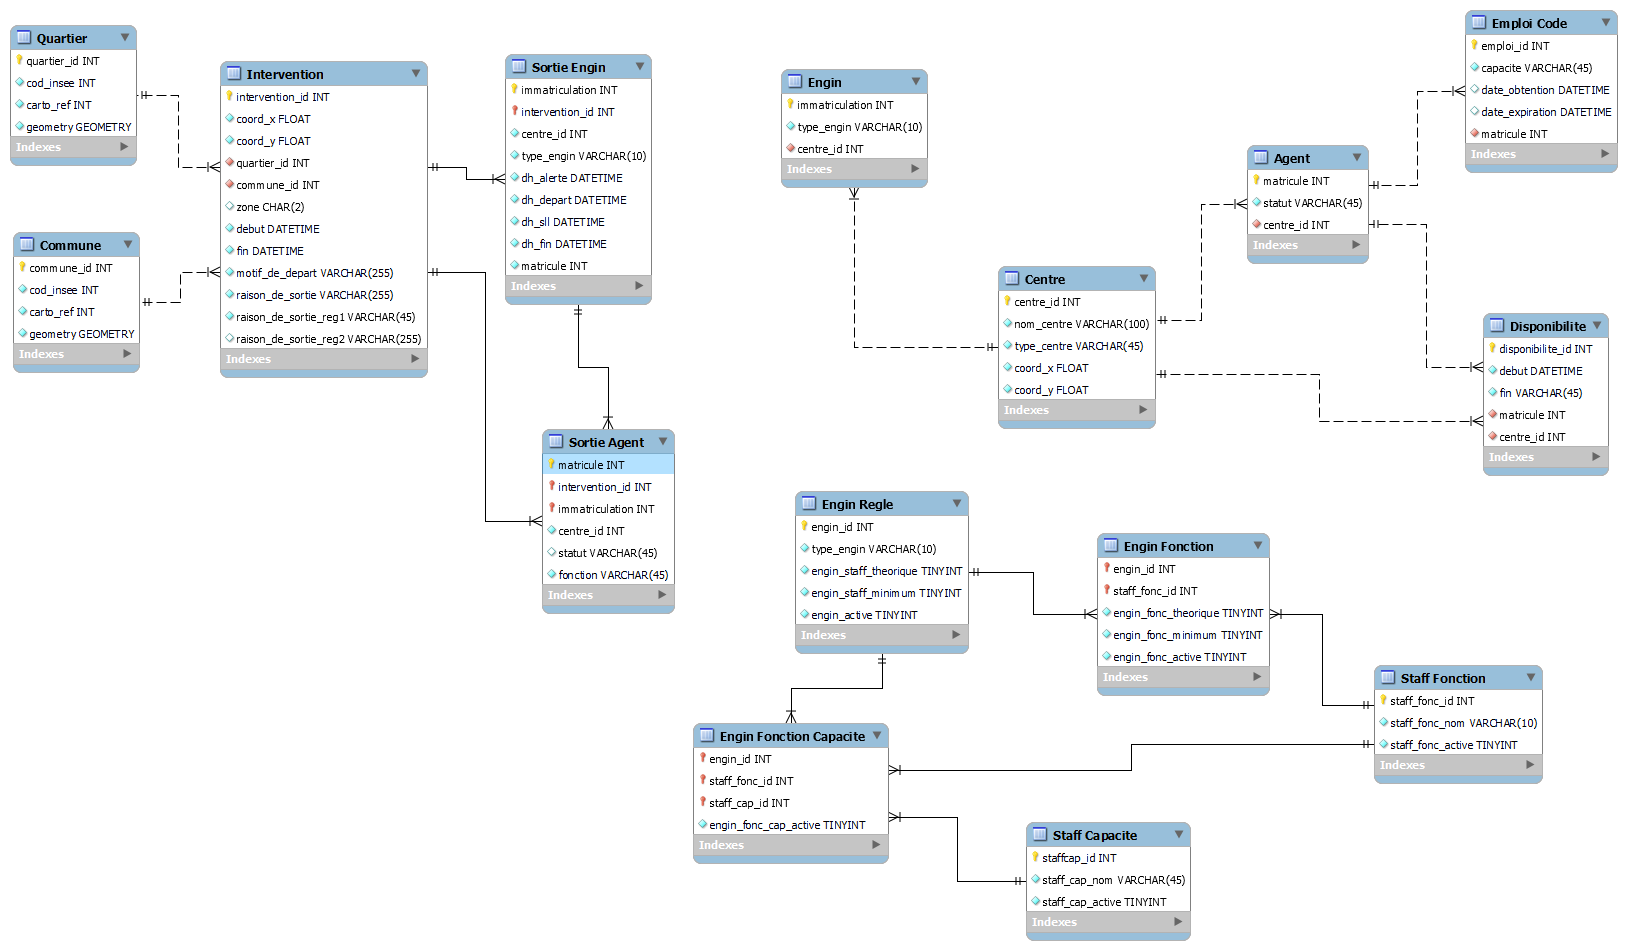 Quartier
quartier_id INT
cod_insee INT
carto_ref INT
geometry GEOMETRY
Indexes
Commune
commune_id INT
cod_insee INT
carto_ref INT
geometry GEOMETRY
Indexes
Intervention
intervention_id INT
coord_x FLOAT
coord_y FLOAT
quartier_id INT
commune_id INT
zone CHAR(2)
debut DATETIME
fin DATETIME
motif_de_depart VARCHAR(255)
raison_de_sortie VARCHAR(255)
raison_de_sortie_reg1 VARCHAR(45)
raison_de_sortie_reg2 VARCHAR(255)
Indexes
Sortie Engin
immatriculation INT
intervention_id INT
centre_id INT
type_engin VARCHAR(10)
dh_alerte DATETIME
dh_depart DATETIME
dh_sll DATETIME
dh_fin DATETIME
matricule INT
Indexes
Sortie Agent
matricule INT
intervention_id INT
immatriculation INT
centre_id INT
statut VARCHAR(45)
fonction VARCHAR(45)
Indexes
Engin
immatriculation INT
type_engin VARCHAR(10)
centre_id INT
Indexes
Centre
centre_id INT
nom_centre VARCHAR(100)
type_centre VARCHAR(45)
coord_x FLOAT
coord_y FLOAT
Indexes
Agent
matricule INT
statut VARCHAR(45)
centre_id INT
Indexes
Emploi Code
emploi_id INT
capacite VARCHAR(45)
date_obtention DATETIME
date_expiration DATETIME
matricule INT
Indexes
Disponibilite
disponibilite_id INT
debut DATETIME
fin VARCHAR(45)
matricule INT
centre_id INT
Indexes
Engin Regle
engin_id INT
type_engin VARCHAR(10)
engin_staff_theorique TINYINT
engin_staff_minimum TINYINT
engin_active TINYINT
Indexes
Engin Fonction
engin_id INT
staff_fonc_id INT
engin_fonc_theorique TINYINT
engin_fonc_minimum TINYINT
engin_fonc_active TINYINT
Indexes
Staff Fonction
staff_fonc_id INT
staff_fonc_nom VARCHAR(10)
staff_fonc_active TINYINT
Indexes
Engin Fonction Capacite
engin_id INT
staff_fonc_id INT
staff_cap_id INT
engin_fonc_cap_active TINYINT
Indexes
Staff Capacite
staffcap_id INT
staff_cap_nom VARCHAR(45)
staff_cap_active TINYINT
Indexes